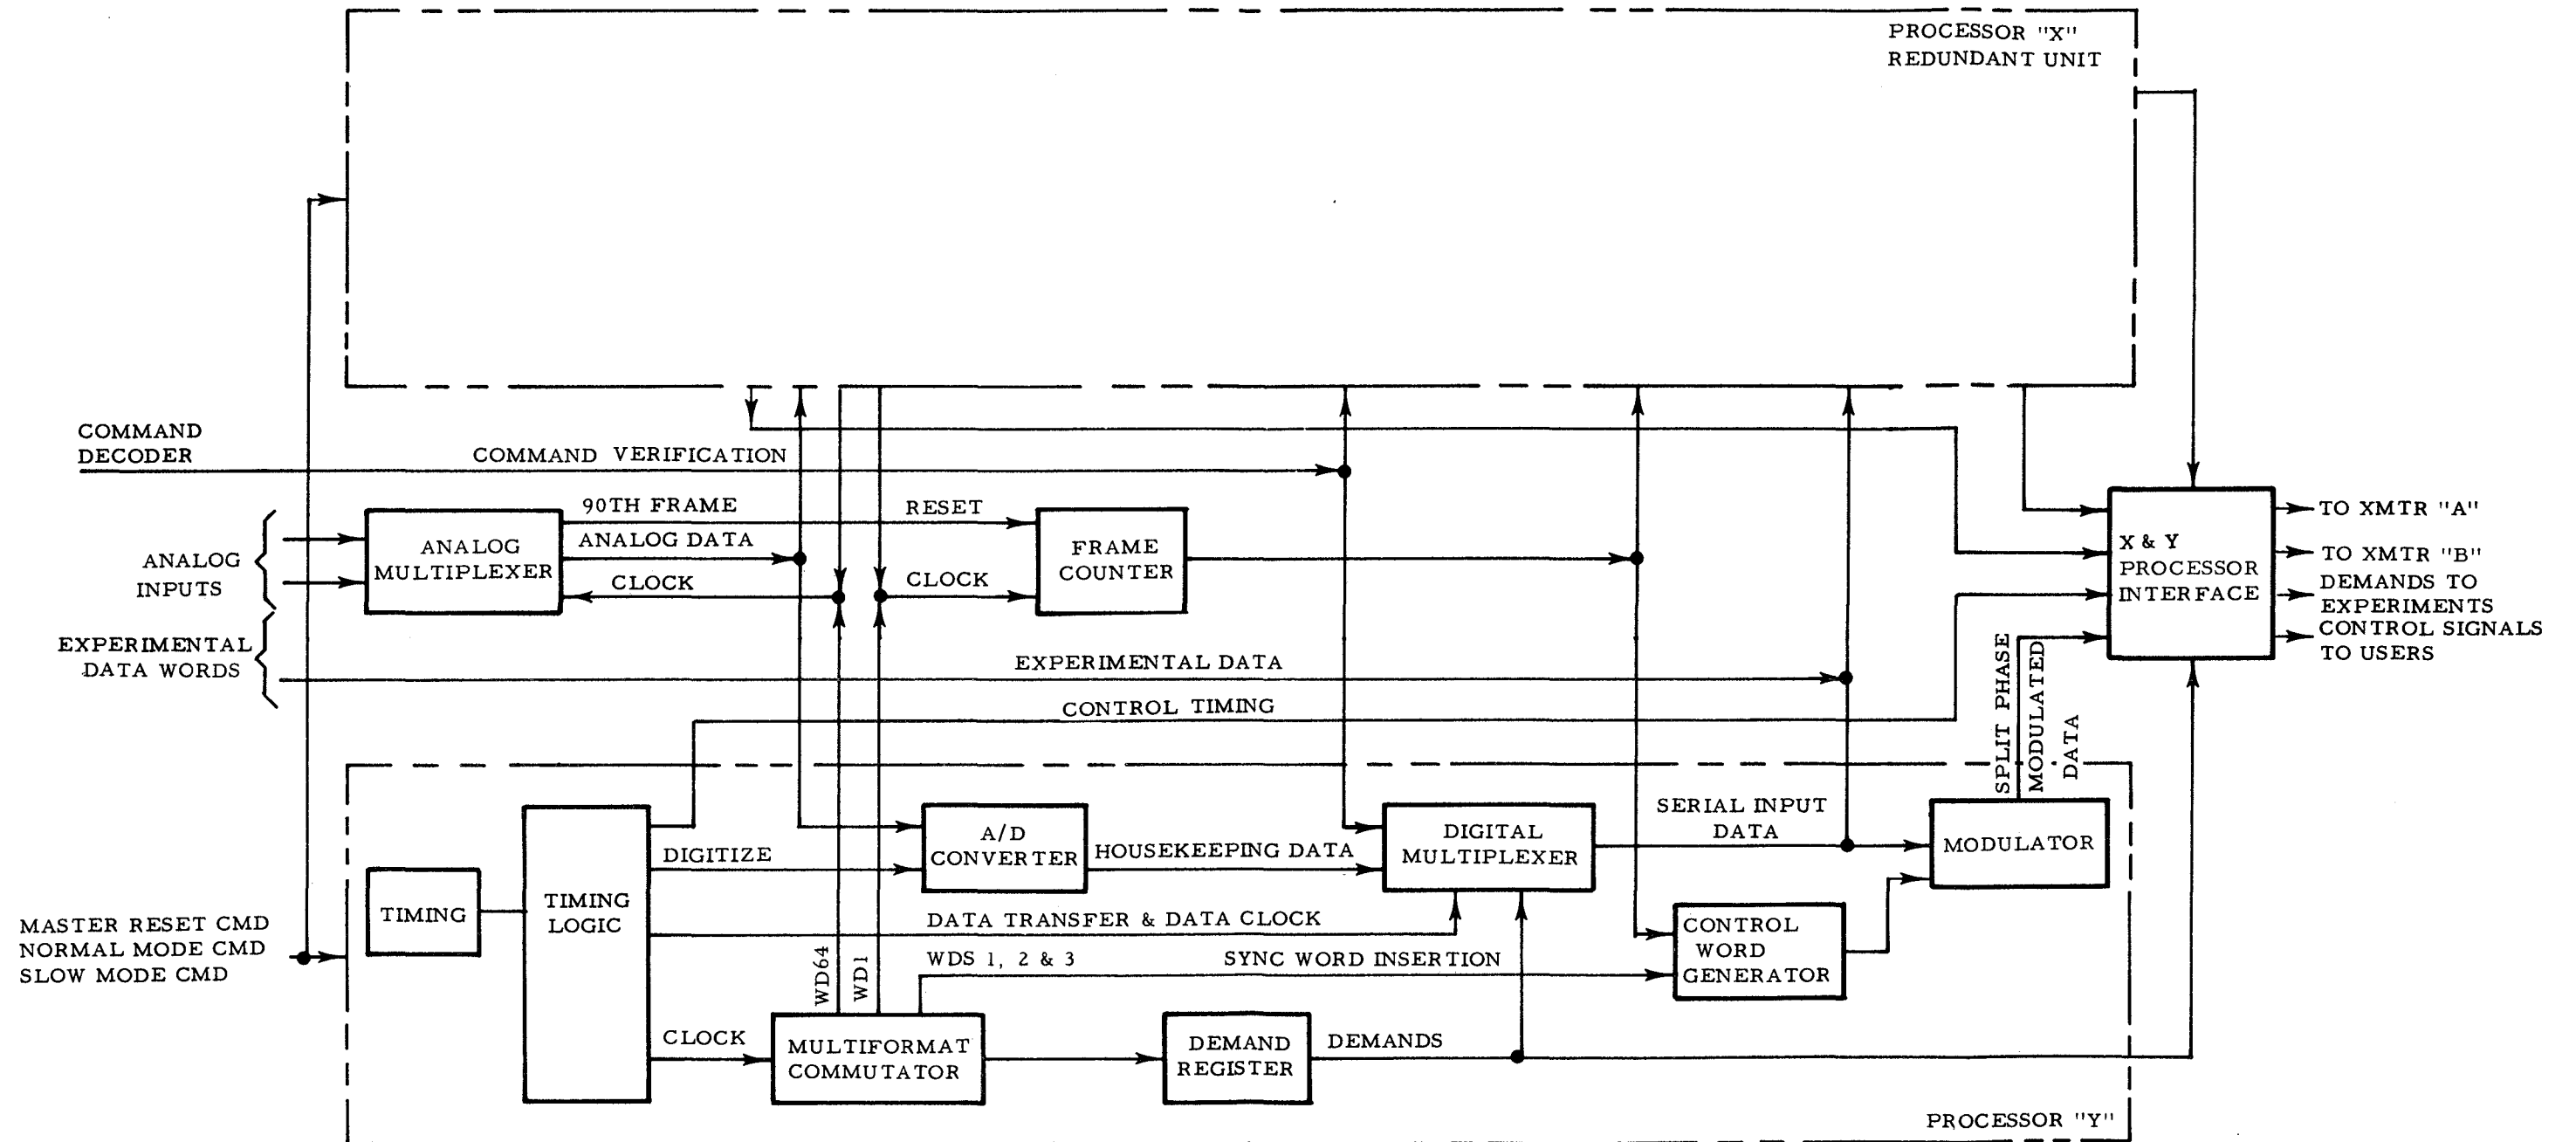 PROCESSOR "X"
REDUNDANT UNIT
COMMAND
DECODER
COMMAND VERIFICATION
90TH FRAME
RESET
ANALOG DATA
CLOCK
CLOCK
ANALOG
MULTIPLEXER
FRAME
COUNTER
ANALOG
INPUTS
EXPERIMENTAL
DATA WORDS
X & Y
PROCESSOR
INTERFACE
TO XMTR "A"
TO XMTR "B"
DEMANDS TO
EXPERIMENTS
CONTROL SIGNALS
TO USERS
EXPERIMENTAL DATA
CONTROL TIMING
SPLIT PHASE
MODULATED
DATA
A/D
CONVERTER
DIGITIZE
HOUSEKEEPING DATA
DIGITAL
MULTIPLEXER
SERIAL INPUT
DATA
MODULATOR
TIMING
TIMING
LOGIC
DATA TRANSFER & DATA CLOCK
MASTER RESET CMD
NORMAL MODE CMD
SLOW MODE CMD
WD64
WD1
WDS 1, 2 & 3
SYNC WORD INSERTION
CONTROL
WORD
GENERATOR
CLOCK
MULTIFORMAT
COMMUTATOR
DEMAND
REGISTER
DEMANDS
PROCESSOR "Y"